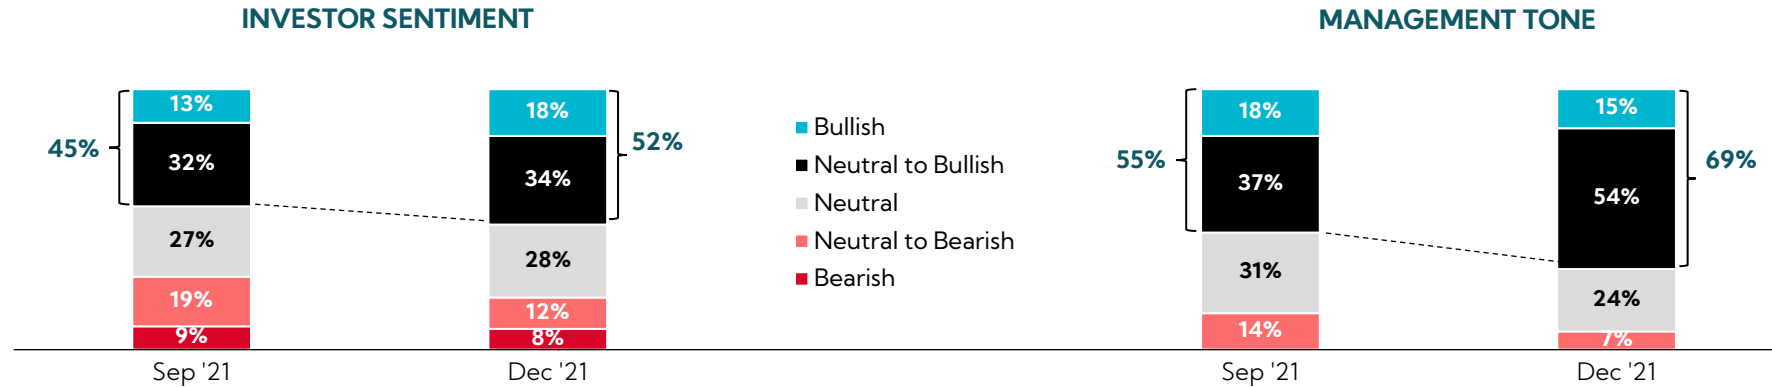 INVESTOR SENTIMENT
13%
32%
27%
19%
9%
45%
Sep '21
18%
34%
28%
12%
8%
52%
Dec '21
Bullish
Neutral to Bullish
Neutral
Neutral to Bearish
Bearish
MANAGEMENT TONE
18%
37%
31%
14%
55%
Sep '21
15%
54%
24%
7%
69%
Dec '21